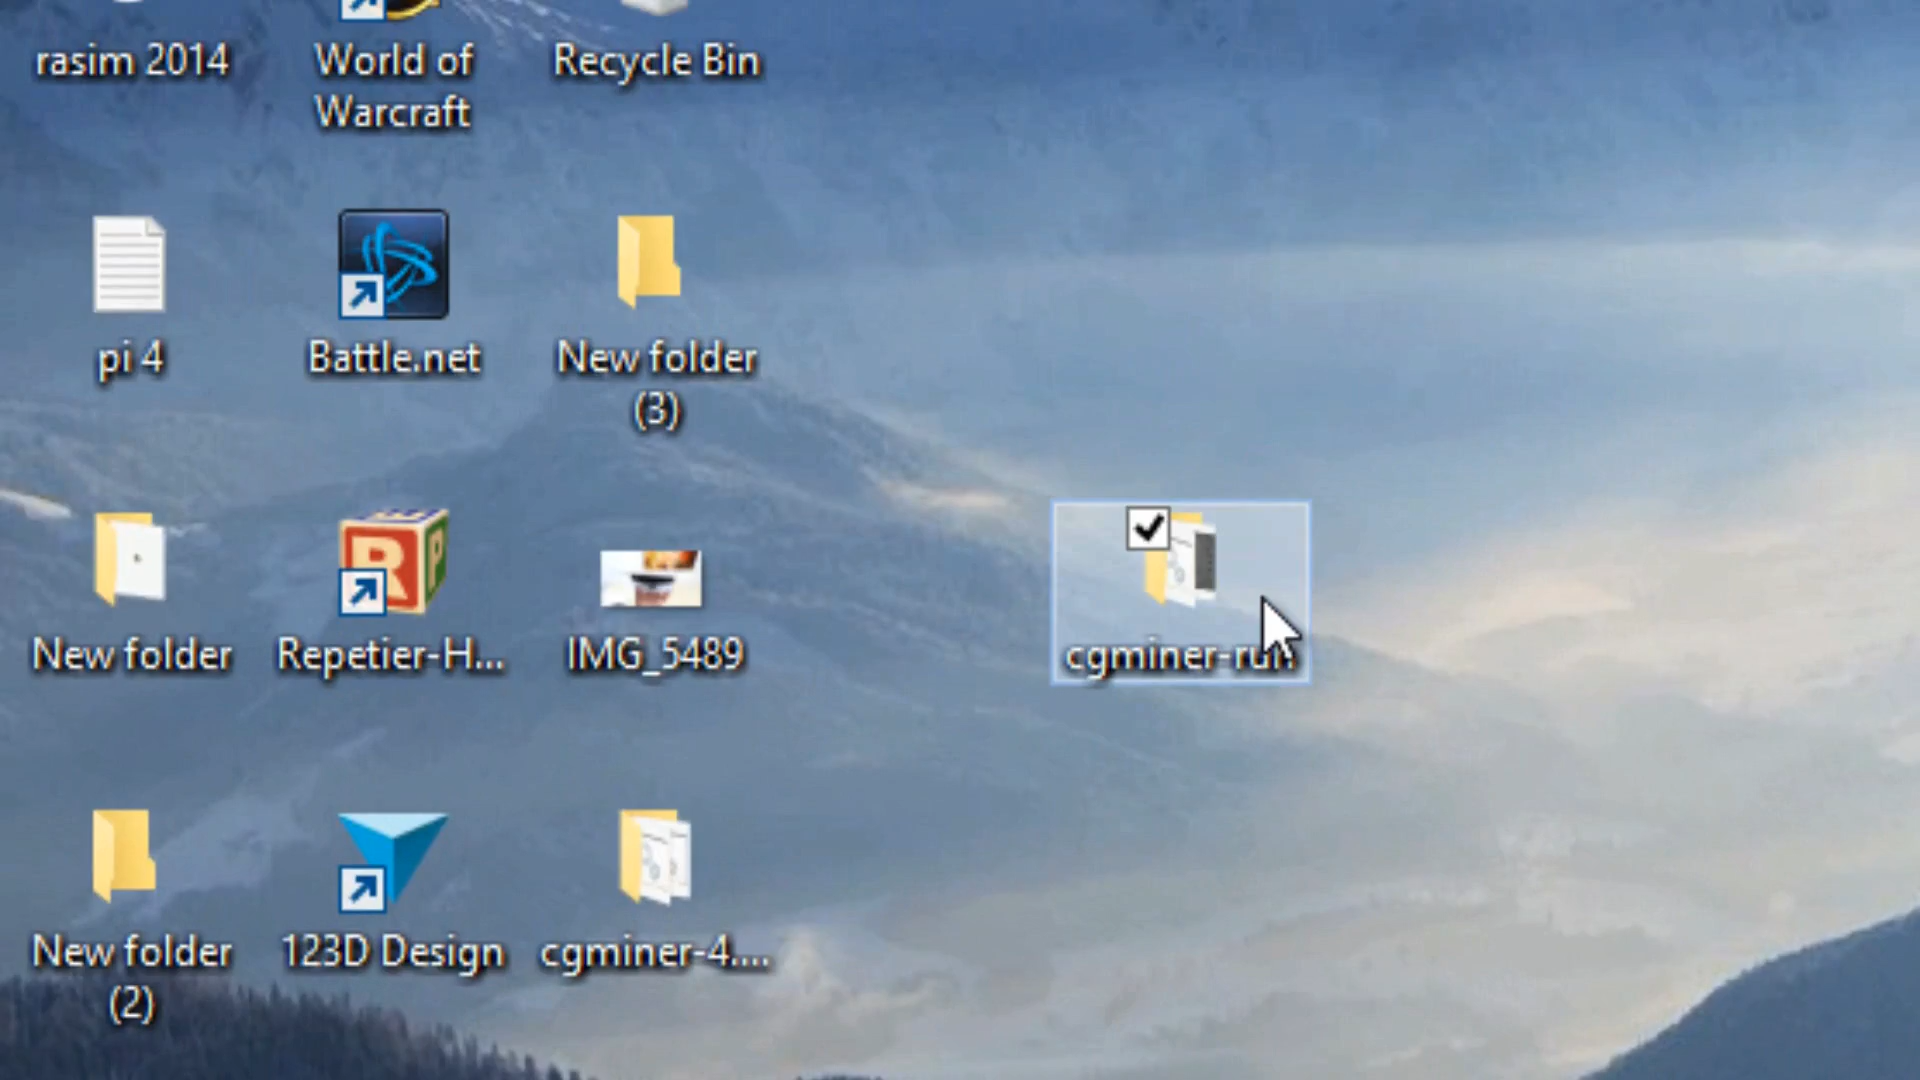 rasim 2014
World of
Warcraft
Recycle Bin
pi 4
Battle.net
New folder
(3)
New folder
Repetier-H...
IMG_5489
cgminer-run
New folder
(2)
123D Design
cgminer-4....